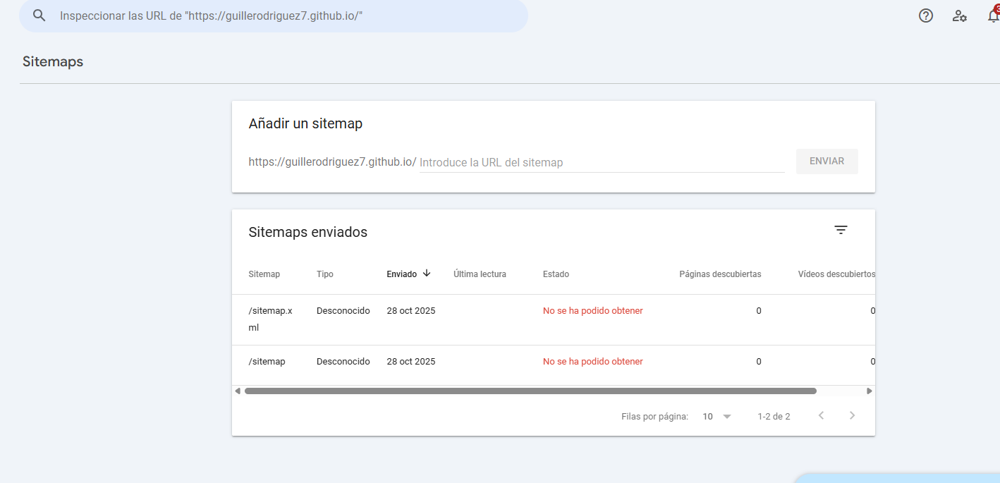 Inspeccionar las URL de "https://guillerodriguez7.github.io/"
Sitemaps
Añadir un sitemap
https://guillerodriguez7.github.io/ Introduce la URL del sitemap ENVIAR
Sitemaps enviados
Sitemap Tipo Enviado Última lectura Estado Páginas descubiertas Vídeos descubiertos
/sitemap.x Desconocido 28 oct 2025 No se ha podido obtener 0 0
ml
/sitemap Desconocido 28 oct 2025 No se ha podido obtener 0 0
Filas por página: 10 1-2 de 2